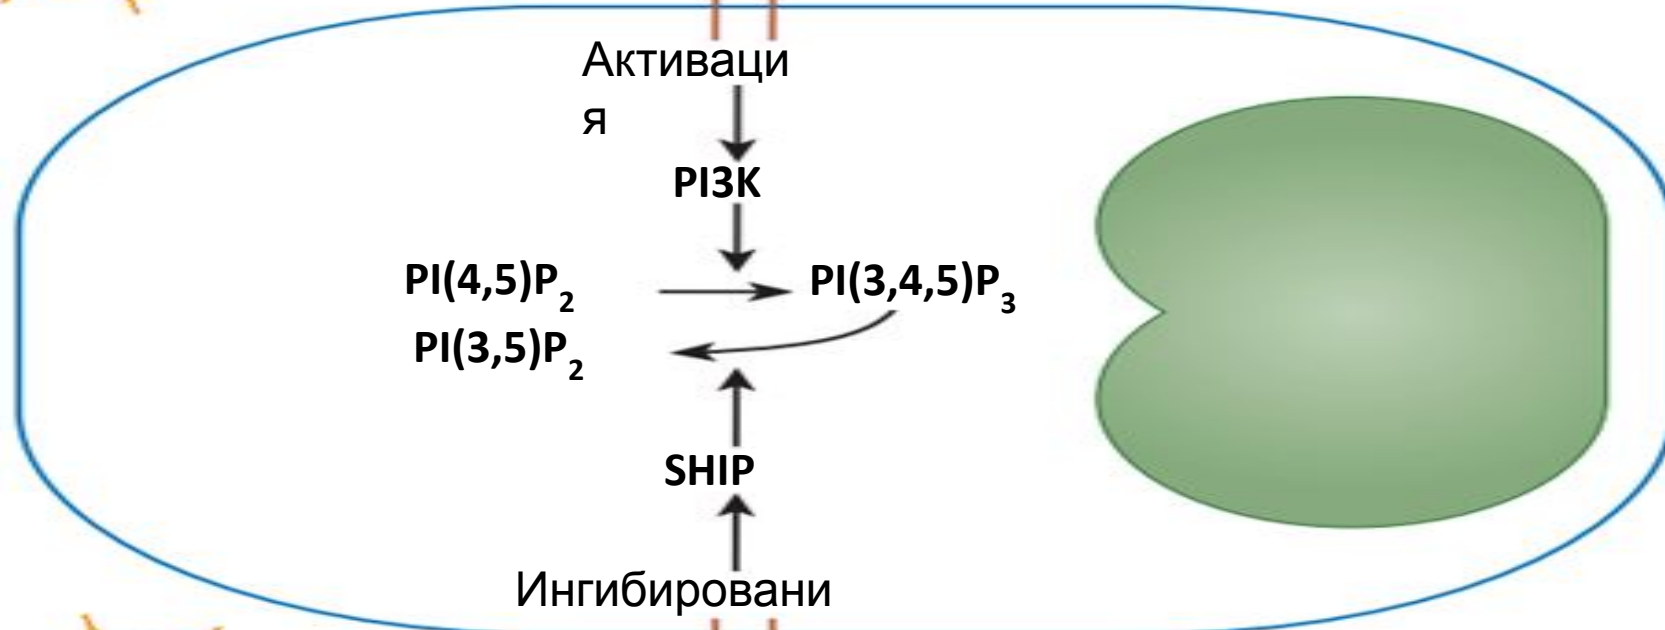 Активаци
я
PI3K
PI(4,5)P2 PI(3,4,5)P3
PI(3,5)P2
SHIP
Ингибировани